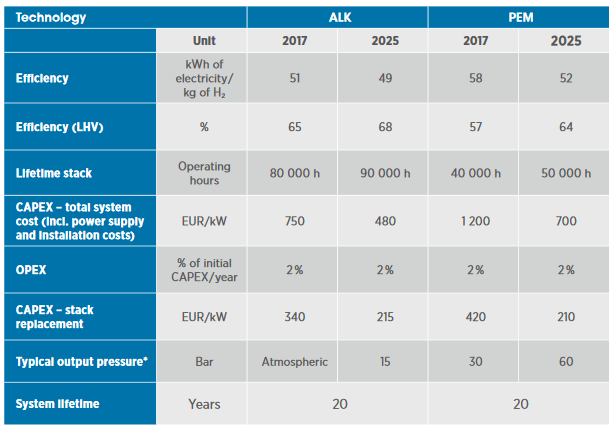 Technology ALK PEM
Unit 2017 2025 2017 2025
Efficiency kWh of electricity/ kg of H₂ 51 49 58 52
Efficiency (LHV) % 65 68 57 64
Lifetime stack Operating hours 80 000 h 90 000 h 40 000 h 50 000 h
CAPEX – total system cost (incl. power supply and installation costs) EUR/kW 750 480 1 200 700
OPEX % of initial CAPEX/year 2% 2% 2% 2%
CAPEX – stack replacement EUR/kW 340 215 420 210
Typical output pressure* Bar Atmospheric 15 30 60
System lifetime Years 20 20